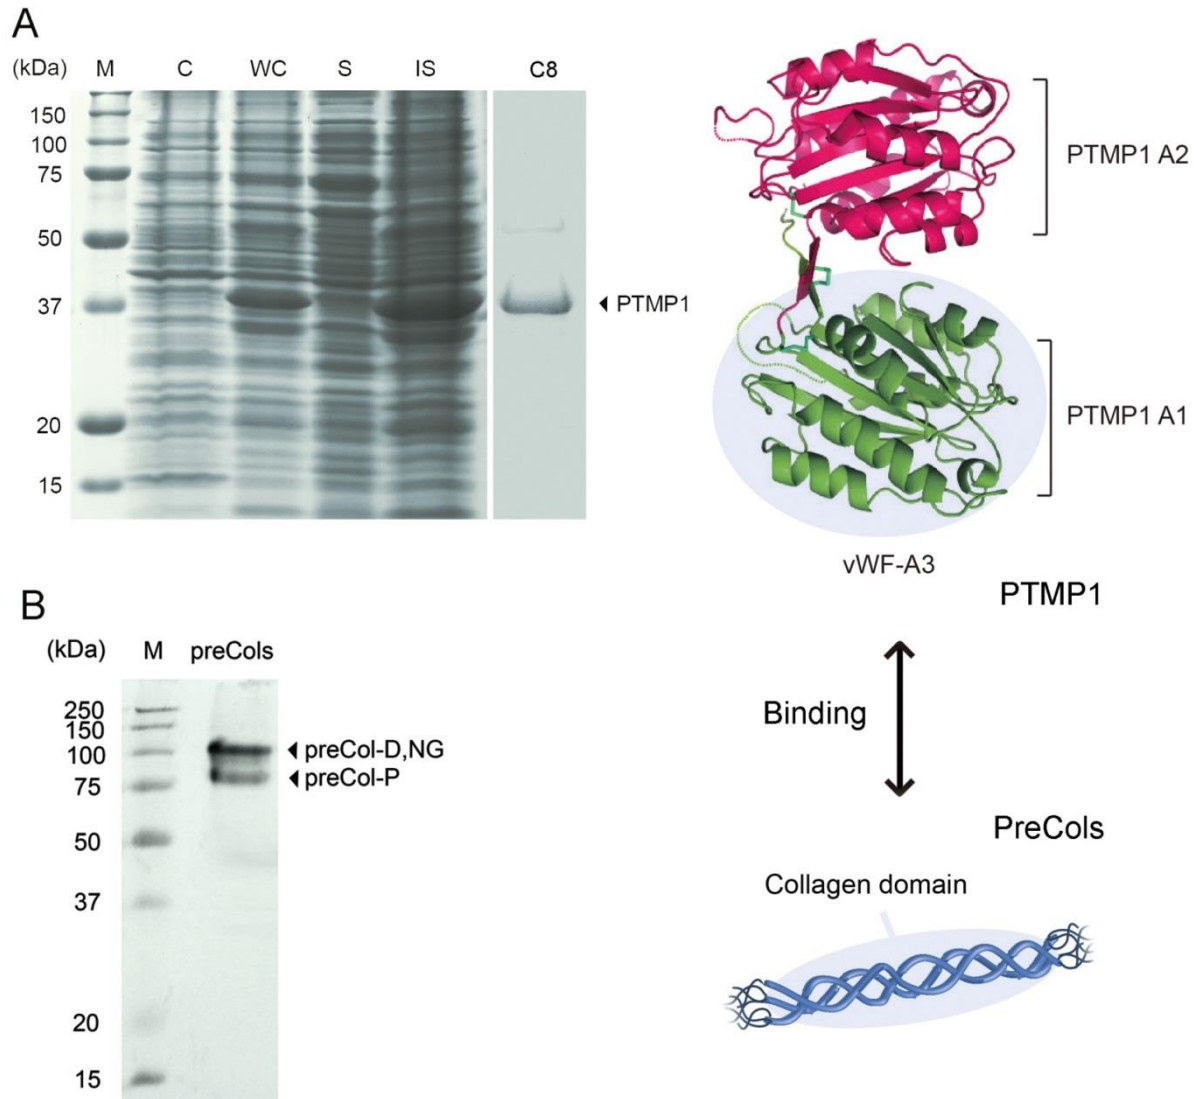 A
(kDa) M C WC S IS C8
150
100
75
50
37
20
15
PTMP1
PTMP1 A2
PTMP1 A1
vWF-A3
PTMP1
Binding
PreCols
Collagen domain
B
(kDa) M preCols
250
150
100
75
50
37
20
15
preCol-D,NG
preCol-P